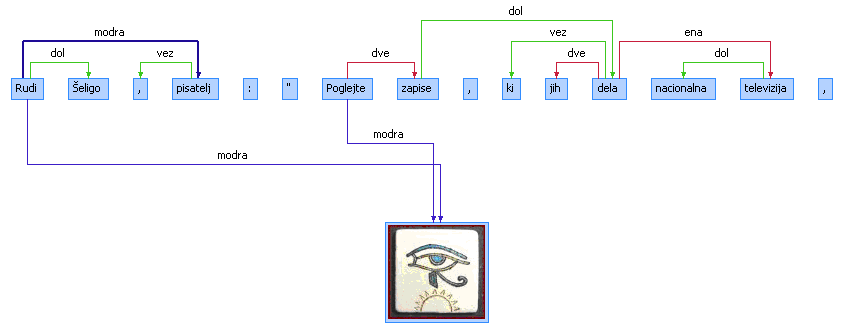 dol
modra
vez
ena
dol
vez
dve
dve
dol
Rudi Šeligo , pisatelj : " Poglejte zapise , ki jih dela nacionalna televizija ,
modra
modra